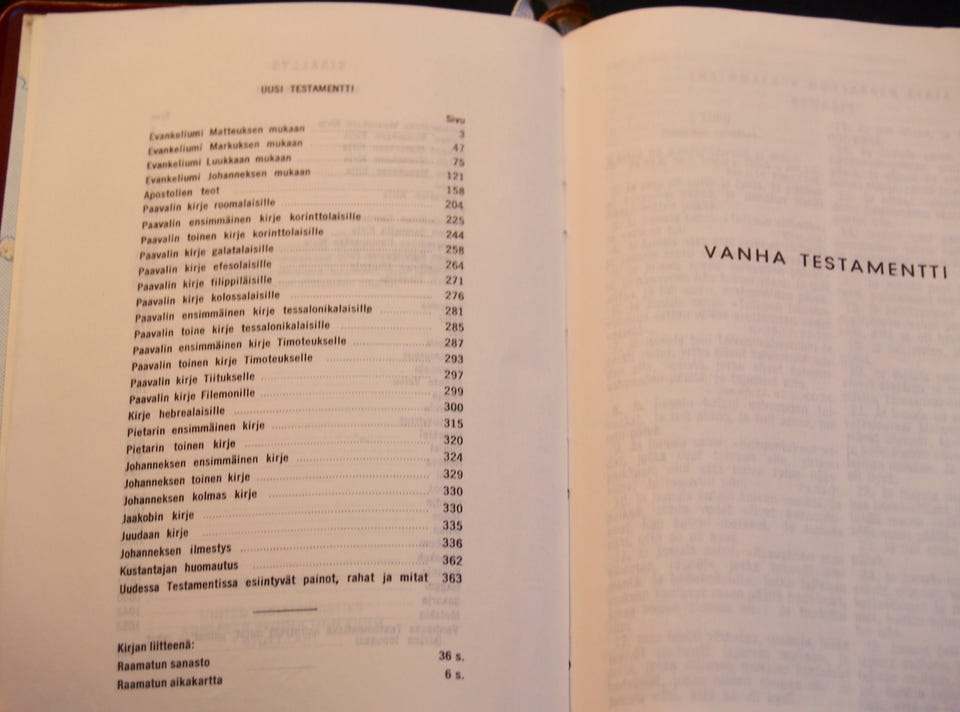 UUSI TESTAMENTTI
Sivu
Evankeliumi Matteuksen mukaan 3
Evankeliumi Markuksen mukaan 47
Evankeliumi Luukkaan mukaan 75
Evankeliumi Johanneksen mukaan 121
Apostolien teot 158
Paavalin kirje roomalaisille 204
Paavalin ensimmäinen kirje korinttolaisille 225
Paavalin toinen kirje korinttolaisille 244
Paavalin kirje galatalaisille 258
Paavalin kirje efesolaisille 264
Paavalin kirje filippiläisille 271
Paavalin kirje kolossalaisille 276
Paavalin ensimmäinen kirje tessalonikalaisille 281
Paavalin toine kirje tessalonikalaisille 285
Paavalin ensimmäinen kirje Timoteukselle 287
Paavalin toinen kirje Timoteukselle 293
Paavalin kirje Tiitukselle 297
Paavalin kirje Filemonille 299
Kirje hebrealaisille 300
Pietarin ensimmäinen kirje 315
Pietarin toinen kirje 320
Johanneksen ensimmäinen kirje 324
Johanneksen toinen kirje 329
Johanneksen kolmas kirje 330
Jaakobin kirje 330
Juudaan kirje 335
Johanneksen ilmestys 336
Kustantajan huomautus 362
Uudessa Testamentissa esiintyvät painot, rahat ja mitat 363
Kirjan liitteenä:
Raamatun sanasto 36 s.
Raamatun aikakartta 6 s.
VANHA TESTAMENTTI